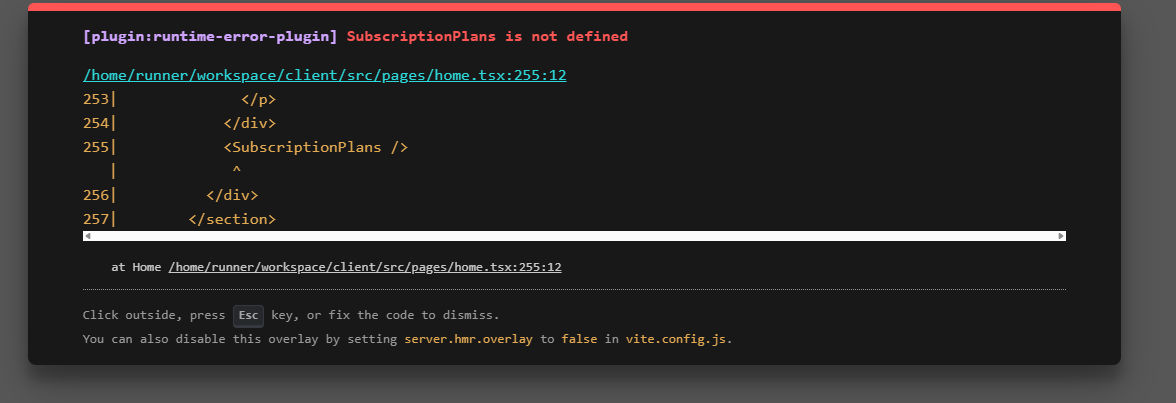 [plugin:runtime-error-plugin] SubscriptionPlans is not defined
/home/runner/workspace/client/src/pages/home.tsx:255:12
253|              </p>
254|            </div>
255|            <SubscriptionPlans />
   |             ^
256|          </div>
257|        </section>
at Home /home/runner/workspace/client/src/pages/home.tsx:255:12
Click outside, press Esc key, or fix the code to dismiss.
You can also disable this overlay by setting server.hmr.overlay to false in vite.config.js.